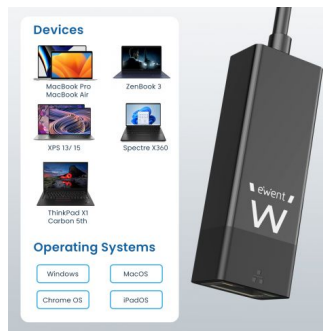 Devices
MacBook Pro
MacBook Air
ZenBook 3
XPS 13/ 15
Spectre X360
ThinkPad X1
Carbon 5th
Operating Systems
Windows
MacOS
Chrome OS
iPadOS
ewent
W